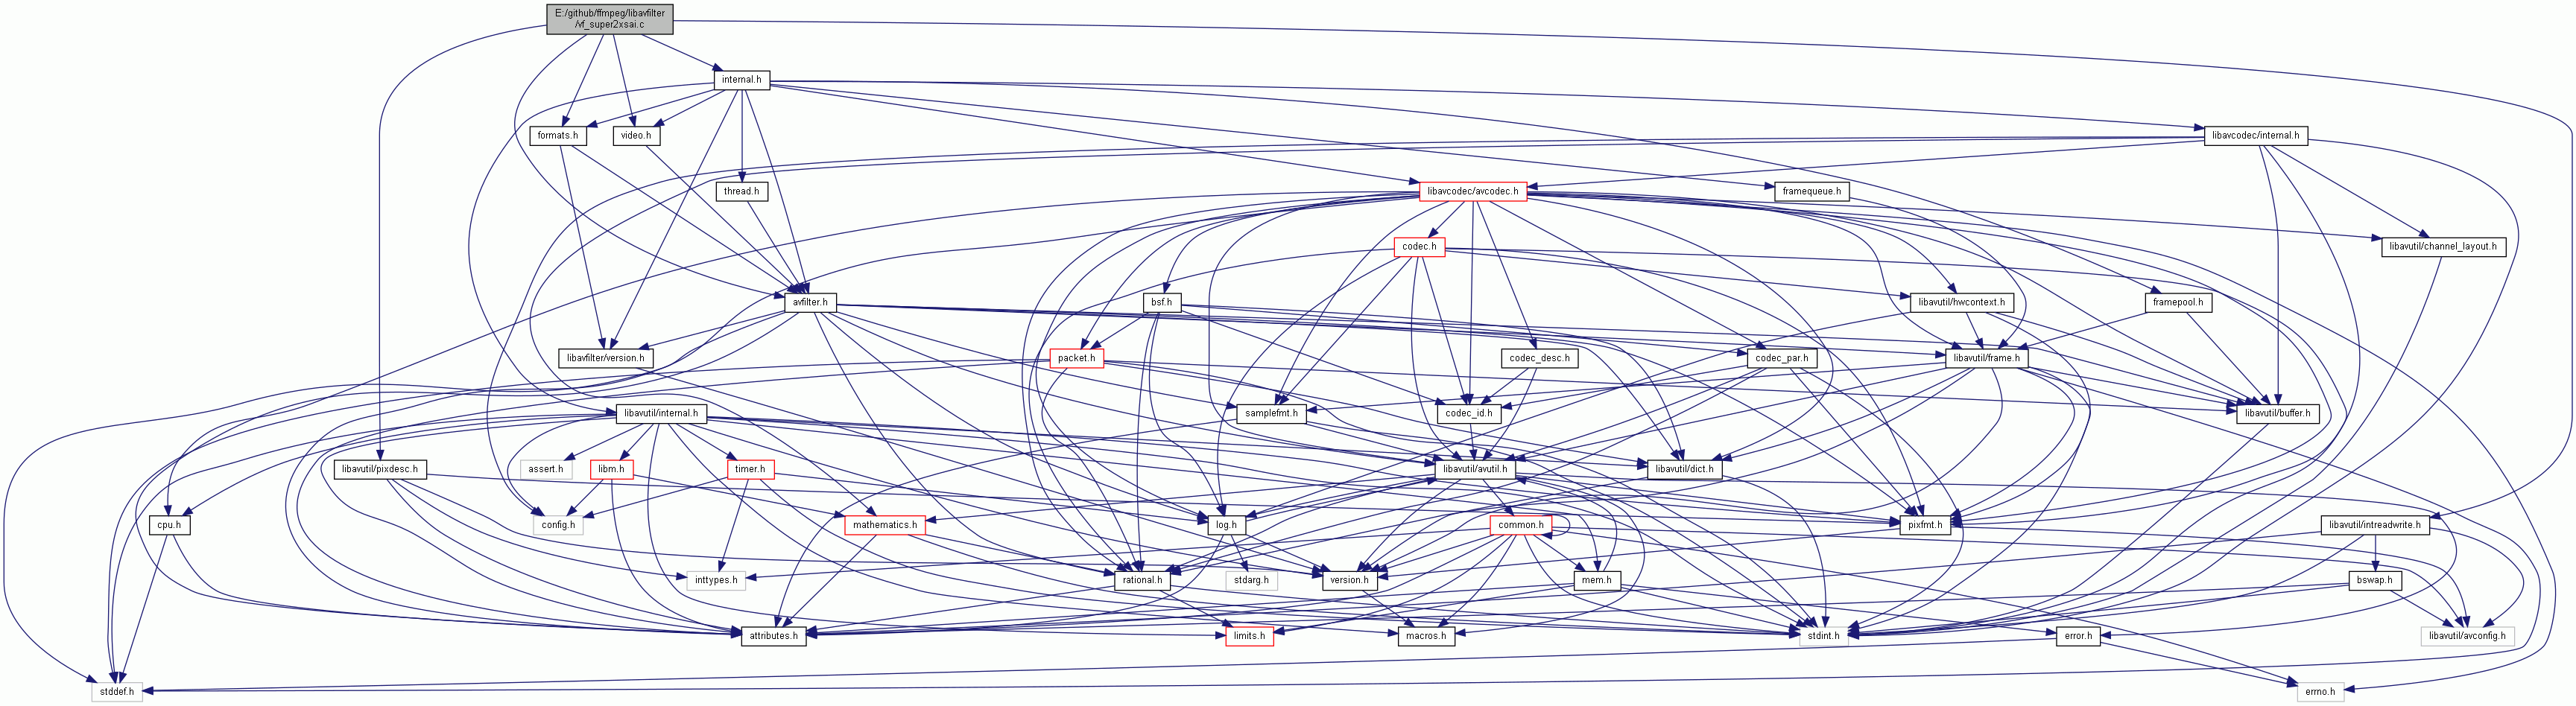 E:/github/ffmpeg/libavfilter
/vf_super2xsai.c
internal.h
formats.h
video.h
libavcodec/internal.h
thread.h
libavcodec/avcodec.h
framequeue.h
codec.h
libavutil/channel_layout.h
avfilter.h
bsf.h
libavutil/hwcontext.h
framepool.h
libavfilter/version.h
packet.h
codec_desc.h
codec_par.h
libavutil/frame.h
libavutil/internal.h
samplefmt.h
codec_id.h
libavutil/buffer.h
libavutil/pixdesc.h
assert.h
libm.h
timer.h
libavutil/avutil.h
libavutil/dict.h
cpu.h
config.h
mathematics.h
log.h
common.h
pixfmt.h
libavutil/intreadwrite.h
inttypes.h
rational.h
stdarg.h
version.h
mem.h
bswap.h
attributes.h
limits.h
macros.h
stdint.h
error.h
libavutil/avconfig.h
stddef.h
errno.h